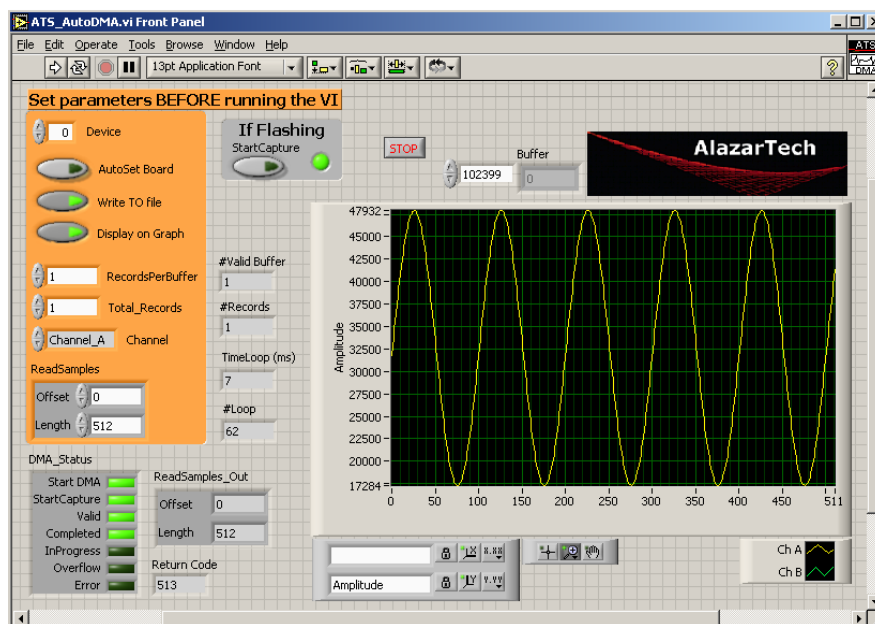 ATS_AutoDMA.vi Front Panel
File Edit Operate Tools Browse Window Help
13pt Application Font
?
ATS
DMA
Set parameters BEFORE running the VI
0 Device
AutoSet Board
Write TO file
Display on Graph
1 RecordsPerBuffer
1 Total_Records
Channel_A Channel
ReadSamples
Offset 0
Length 512
If Flashing
StartCapture
STOP
Buffer
102399 0
AlazarTech
#Valid Buffer
1
#Records
1
TimeLoop (ms)
7
#Loop
62
Amplitude
47932
45000
42500
40000
37500
35000
32500
30000
27500
25000
22500
20000
17284
0 50 100 150 200 250 300 350 400 450 511
DMA_Status
Start DMA
StartCapture
Valid
Completed
InProgress
Overflow
Error
ReadSamples_Out
Offset 0
Length 512
Return Code
513
X X.XX
Amplitude Y Y.YY
Ch A
Ch B